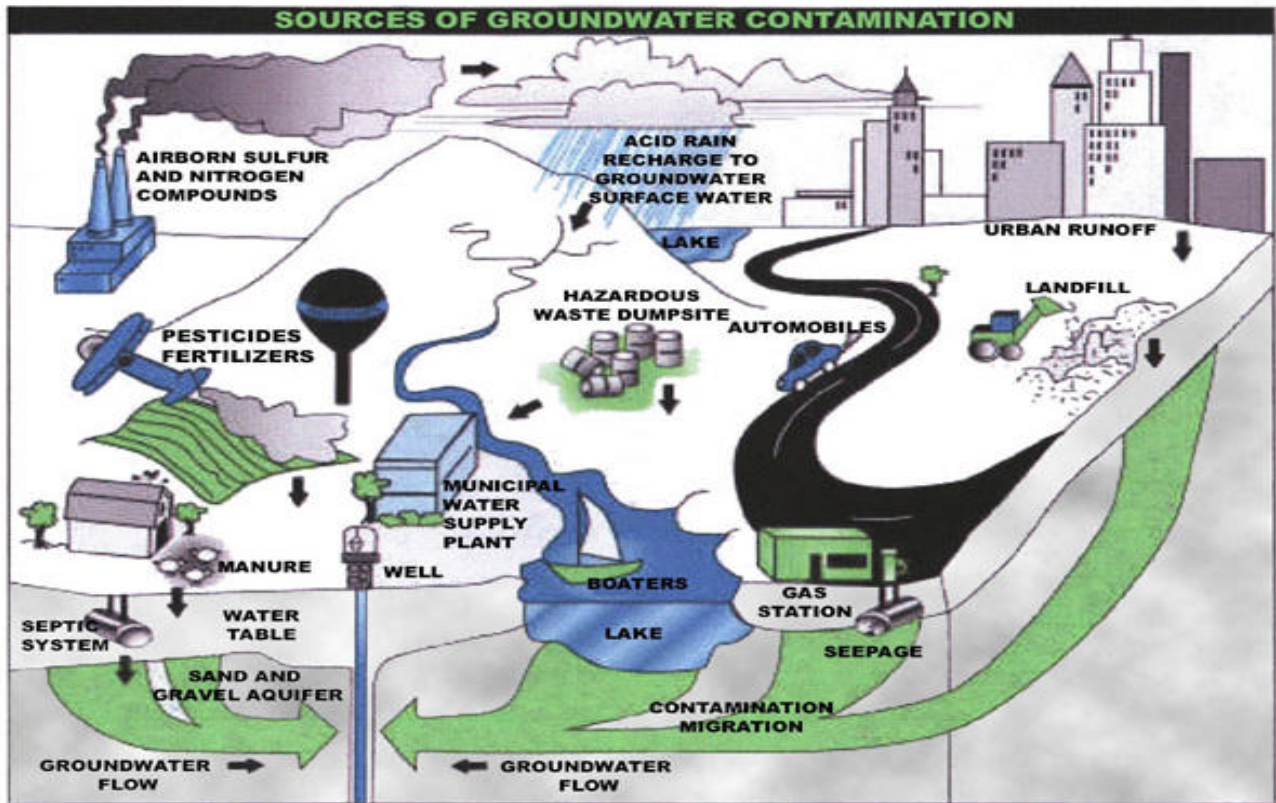 SOURCES OF GROUNDWATER CONTAMINATION
AIRBORN SULFUR
AND NITROGEN
COMPOUNDS
ACID RAIN
RECHARGE TO
GROUNDWATER
SURFACE WATER
LAKE
URBAN RUNOFF
LANDFILL
HAZARDOUS
WASTE DUMPSITE
AUTOMOBILES
PESTICIDES
FERTILIZERS
MUNICIPAL
WATER
SUPPLY
PLANT
MANURE
WELL
BOATERS
GAS
STATION
SEPTIC
SYSTEM
WATER
TABLE
LAKE
SEEPAGE
SAND AND
GRAVEL AQUIFER
CONTAMINATION
MIGRATION
GROUNDWATER
FLOW
GROUNDWATER
FLOW